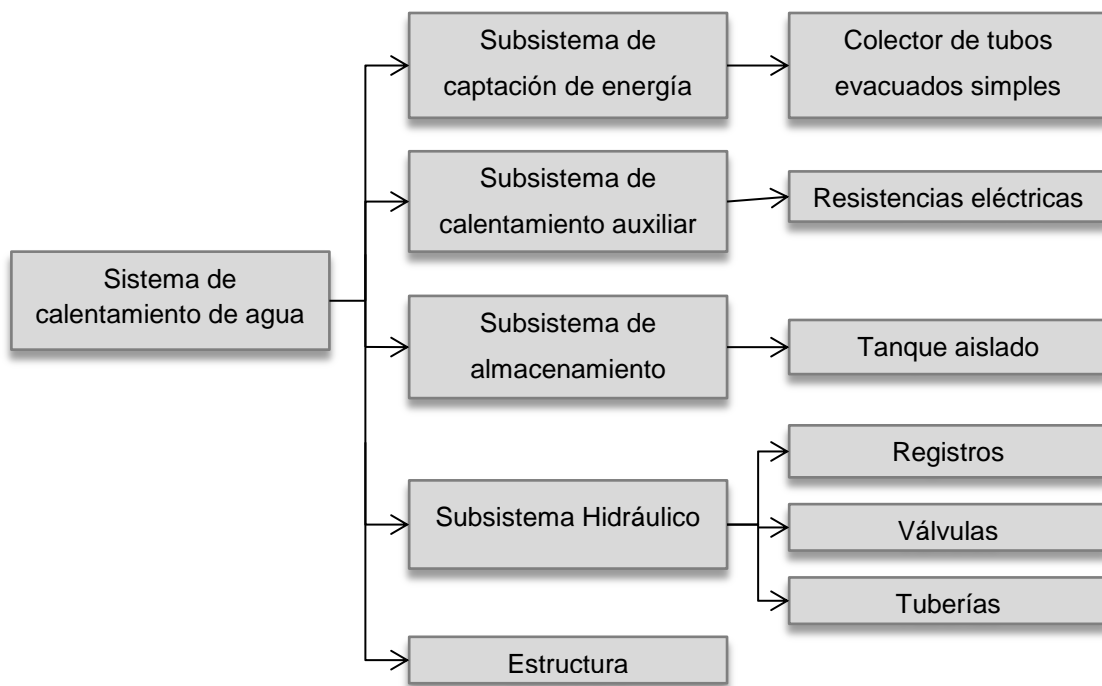 Sistema de
calentamiento de agua
Subsistema de
captación de energía
Colector de tubos
evacuados simples
Subsistema de
calentamiento auxiliar
Resistencias eléctricas
Subsistema de
almacenamiento
Tanque aislado
Subsistema Hidráulico
Registros
Válvulas
Tuberías
Estructura